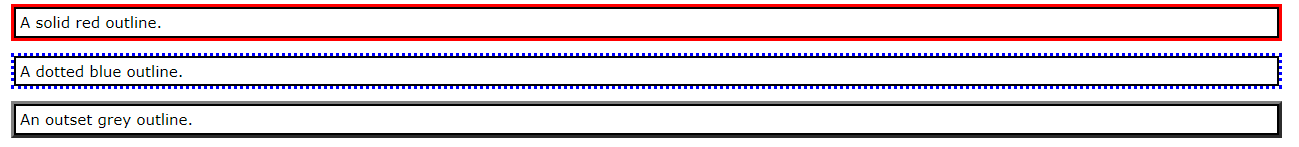 A solid red outline.
A dotted blue outline.
An outset grey outline.